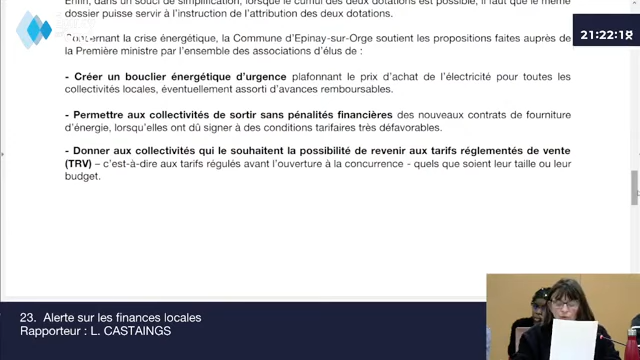 Enfin, dans un souci de simplification, lorsque le cumul des deux dotations est possible, il faut que le même
dossier puisse servir à l'instruction de l'attribution des deux dotations.
Concernant la crise énergétique, la Commune d'Epinay-sur-Orge soutient les propositions faites auprès de
la Première ministre par l'ensemble des associations d'élus de :
- Créer un bouclier énergétique d'urgence plafonnant le prix d'achat de l'électricité pour toutes les
collectivités locales, éventuellement assorti d'avances remboursables.
- Permettre aux collectivités de sortir sans pénalités financières des nouveaux contrats de fourniture
d'énergie, lorsqu'elles ont dû signer à des conditions tarifaires très défavorables.
- Donner aux collectivités qui le souhaitent la possibilité de revenir aux tarifs réglementés de vente
(TRV) – c'est-à-dire aux tarifs régulés avant l'ouverture à la concurrence - quels que soient leur taille ou leur
budget.
23. Alerte sur les finances locales
Rapporteur : L. CASTAINGS